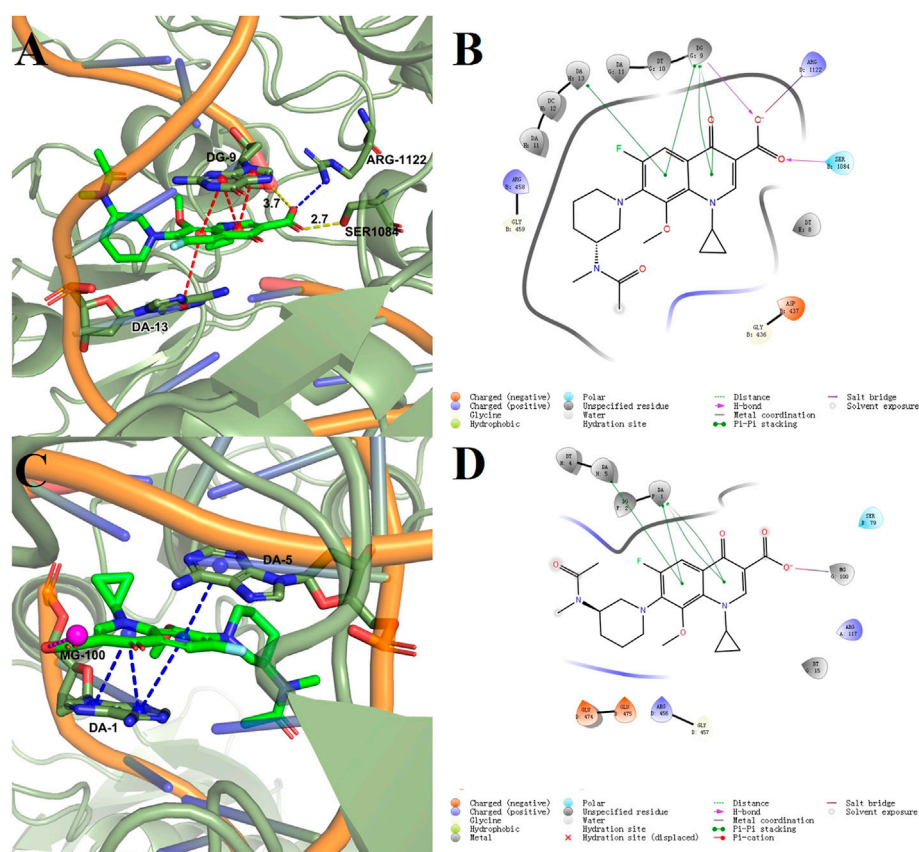 A
DG-9
ARG-1122
3.7
2.7
SER1084
DA-13
B
DG
G: 9
DT
G: 10
DA
G: 11
DA
H: 13
DC
H: 12
DA
H: 11
ARG
D: 1122
ARG
B: 458
GLY
B: 459
SER
B: 1084
DT
E: 8
ASP
B: 437
GLY
B: 436
F
O
O⁻
O
N
N
O
N
O
Charged (negative)
Charged (positive)
Glycine
Hydrophobic
Polar
Unspecified residue
Water
Hydration site
Distance
H-bond
Metal coordination
Pi-Pi stacking
Salt bridge
Solvent exposure
C
DA-5
MG-100
DA-1
D
DT
4
DA
5
2
DA
1
SER
79
MG
100
ARG
A: 117
DT
15
474
GLU
D: 475
ARG
D: 456
GLY
D: 457
O
F
O
O
O⁻
N
N
O
N
Charged (negative)
Charged (positive)
Glycine
Hydrophobic
Metal
Polar
Unspecified residue
Water
Hydration site
Hydration site (displaced)
Distance
H-bond
Metal coordination
Pi-Pi stacking
Pi-cation
Salt bridge
Solvent exposure